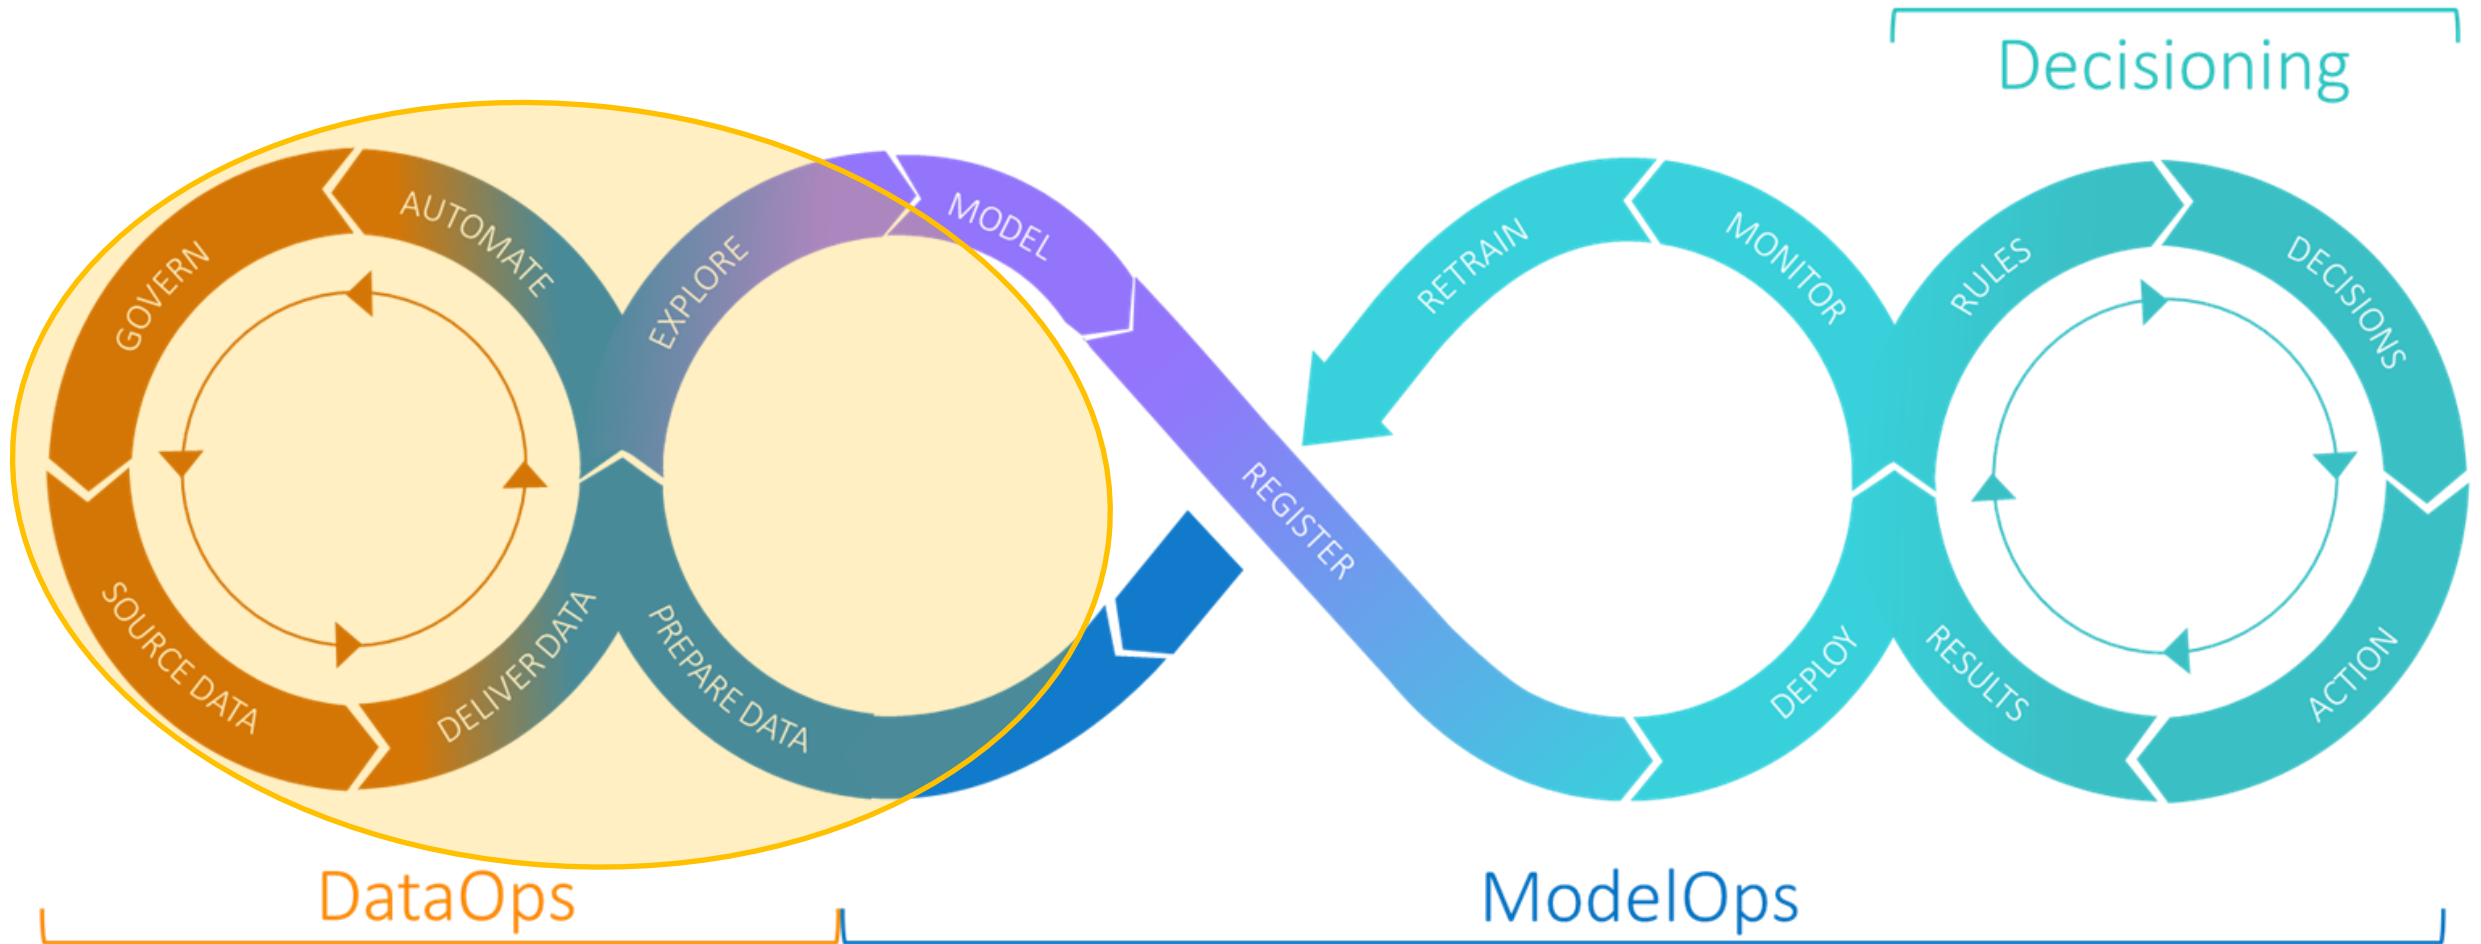 Decisioning
AUTOMATE
GOVERN
SOURCE DATA
DELIVER DATA
EXPLORE
PREPARE DATA
MODEL
REGISTER
RETRAIN
MONITOR
DEPLOY
RULES
DECISIONS
ACTION
RESULTS
DataOps
ModelOps